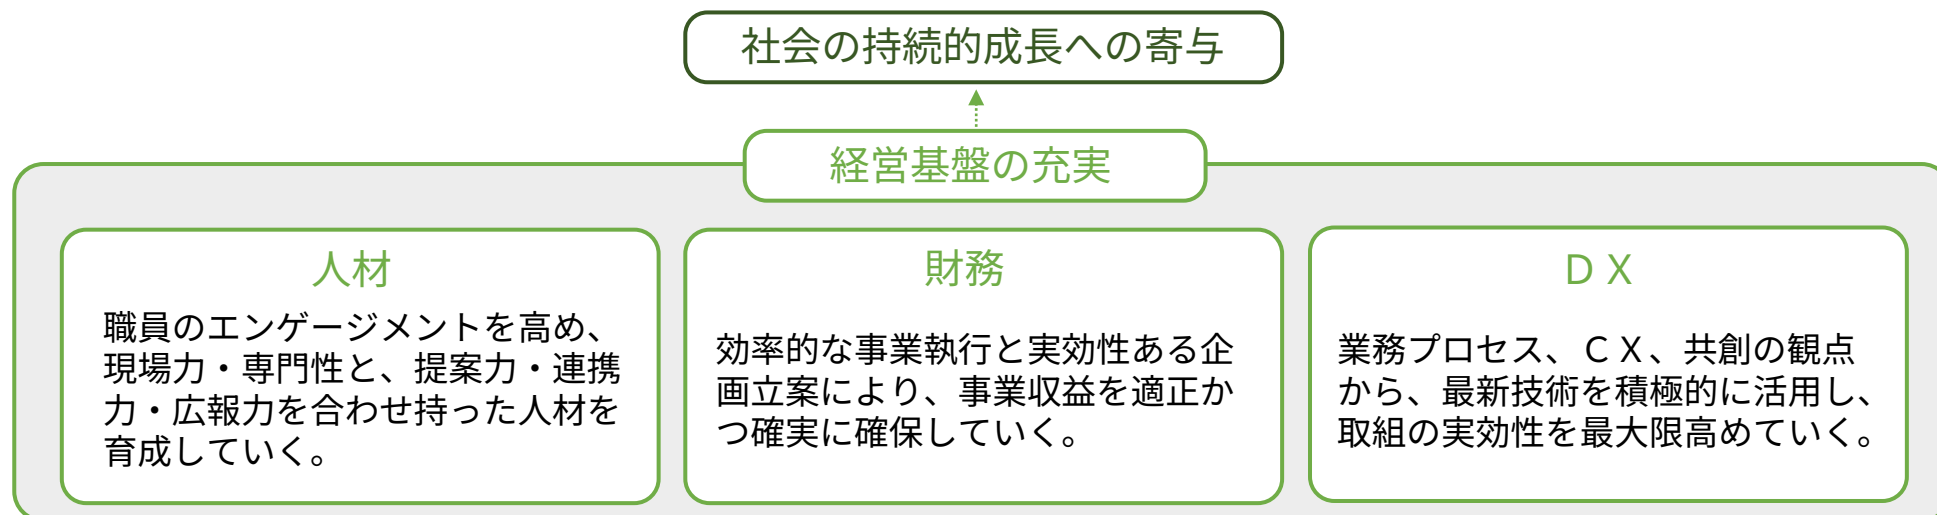 社会の持続的成長への寄与
経営基盤の充実
人材
職員のエンゲージメントを高め、
現場力・専門性と、提案力・連携
力・広報力を合わせ持った人材を
育成していく。
財務
効率的な事業執行と実効性ある企
画立案により、事業収益を適正か
つ確実に確保していく。
ＤＸ
業務プロセス、ＣＸ、共創の観点
から、最新技術を積極的に活用し、
取組の実効性を最大限高めていく。